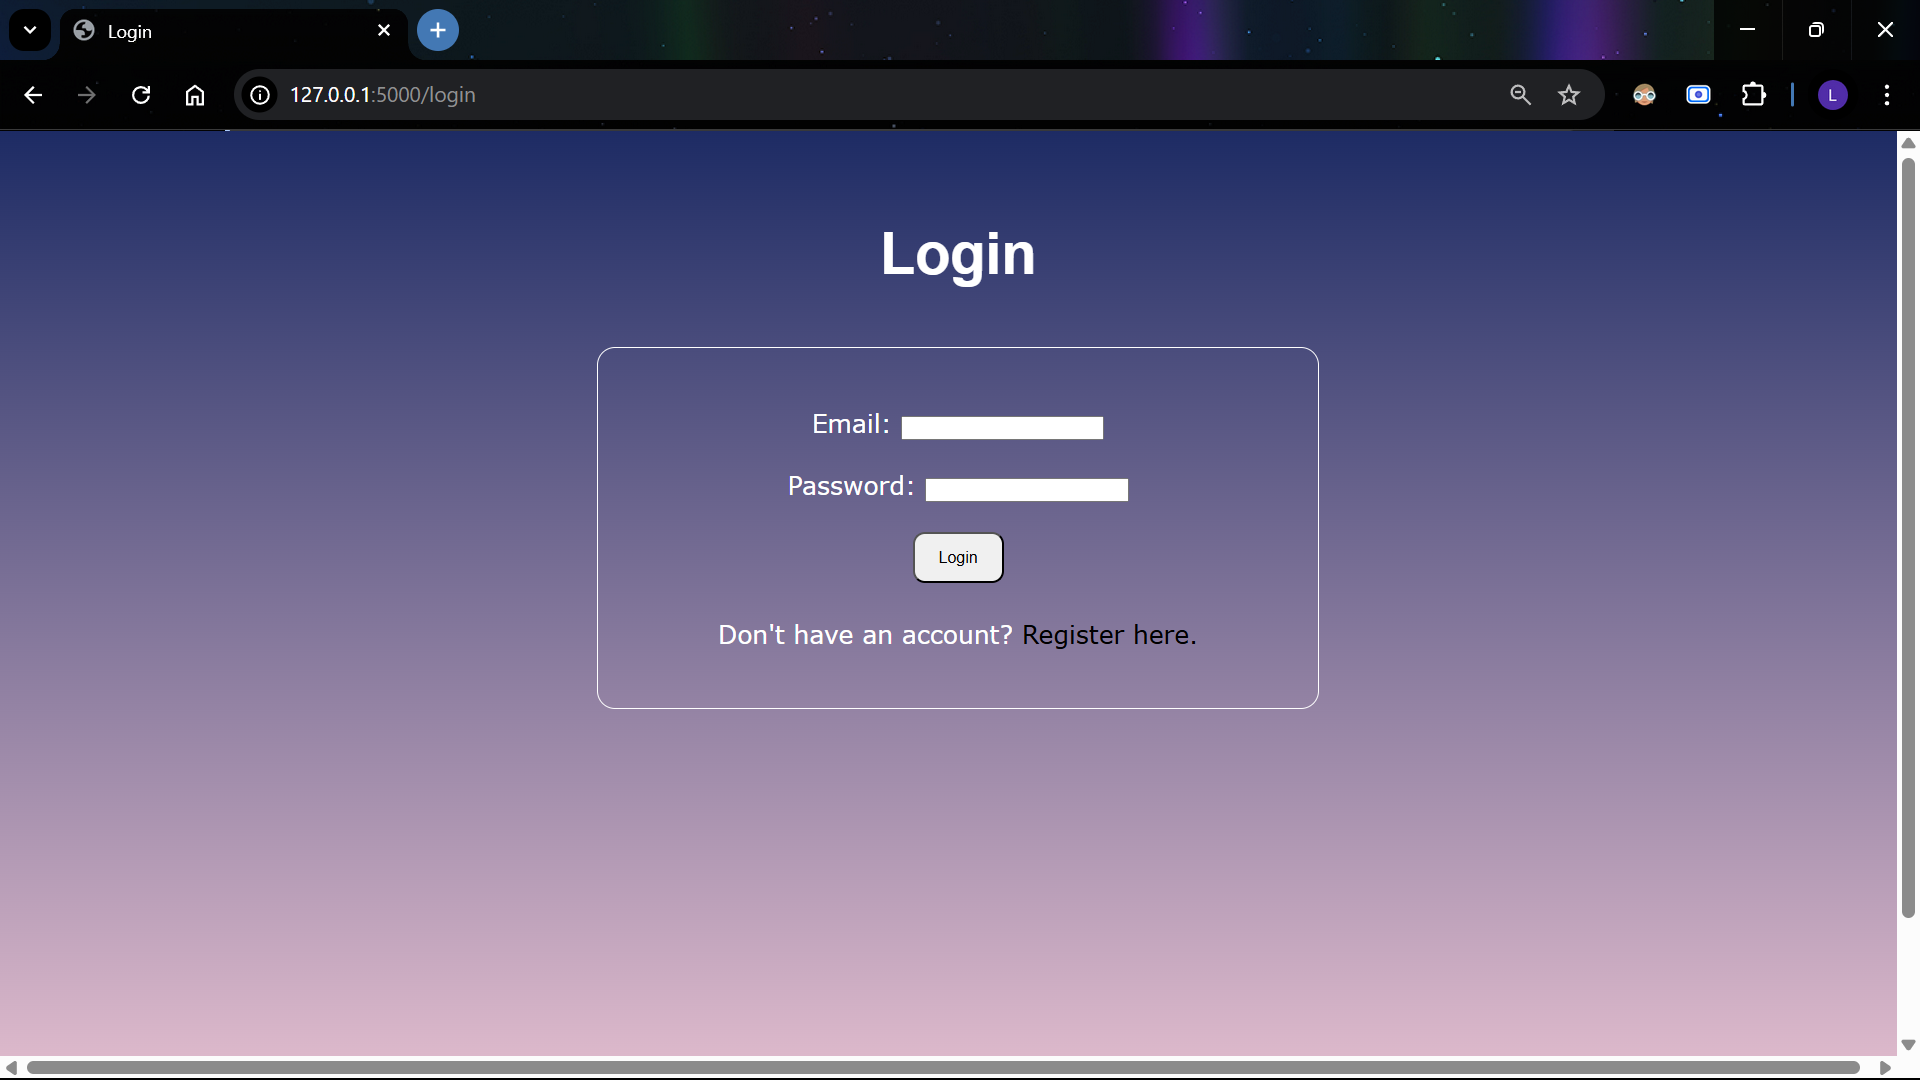 Login
127.0.0.1:5000/login
L
Login
Email:
Password:
Login
Don't have an account? Register here.